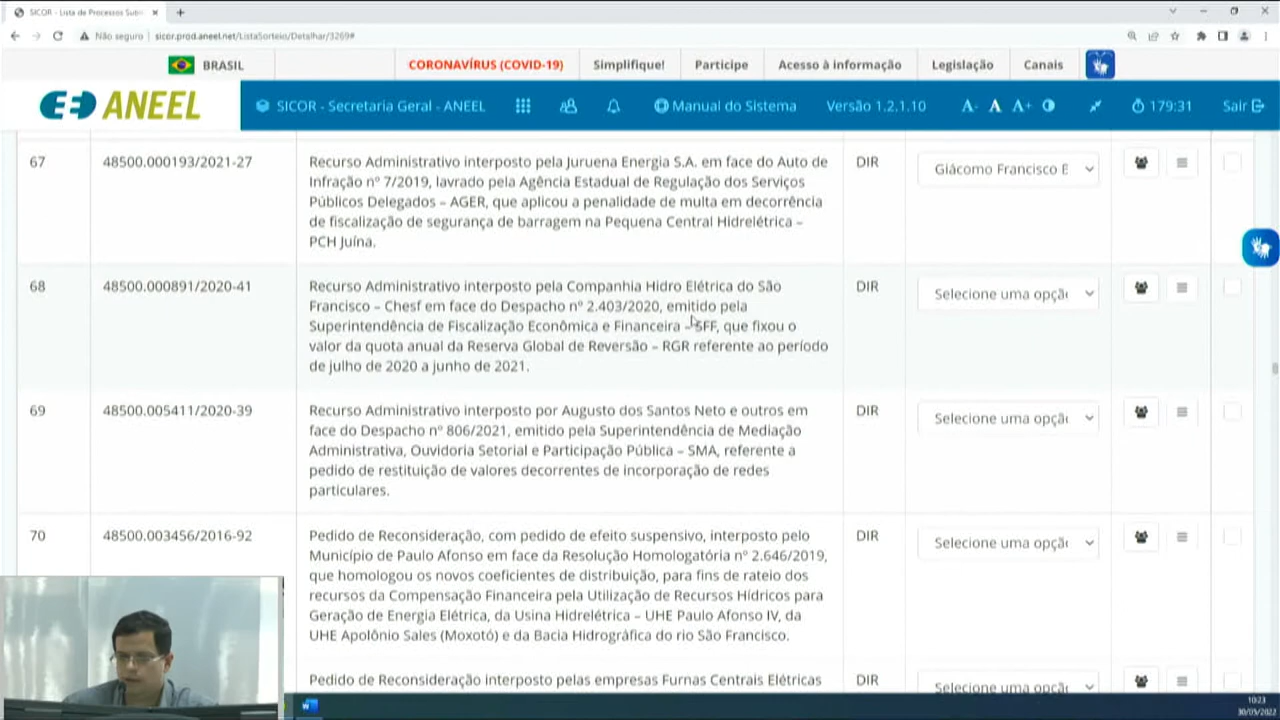 SICOR - Lista de Processos Sub
Não seguro | sicor.prod.aneel.net/ListaSorteio/Detalhar/3269#
BRASIL
CORONAVÍRUS (COVID-19)
Simplifique!
Participe
Acesso à informação
Legislação
Canais
ANEEL
SICOR - Secretaria Geral - ANEEL
Manual do Sistema
Versão 1.2.1.10
A-
A
A+
179:31
Sair
67
48500.000193/2021-27
Recurso Administrativo interposto pela Juruena Energia S.A. em face do Auto de
Infração nº 7/2019, lavrado pela Agência Estadual de Regulação dos Serviços
Públicos Delegados – AGER, que aplicou a penalidade de multa em decorrência
de fiscalização de segurança de barragem na Pequena Central Hidrelétrica –
PCH Juína.
DIR
Giácomo Francisco B
68
48500.000891/2020-41
Recurso Administrativo interposto pela Companhia Hidro Elétrica do São
Francisco – Chesf em face do Despacho nº 2.403/2020, emitido pela
Superintendência de Fiscalização Econômica e Financeira – SFF, que fixou o
valor da quota anual da Reserva Global de Reversão – RGR referente ao período
de julho de 2020 a junho de 2021.
DIR
Selecione uma opçã
69
48500.005411/2020-39
Recurso Administrativo interposto por Augusto dos Santos Neto e outros em
face do Despacho nº 806/2021, emitido pela Superintendência de Mediação
Administrativa, Ouvidoria Setorial e Participação Pública – SMA, referente a
pedido de restituição de valores decorrentes de incorporação de redes
particulares.
DIR
Selecione uma opçã
70
48500.003456/2016-92
Pedido de Reconsideração, com pedido de efeito suspensivo, interposto pelo
Município de Paulo Afonso em face da Resolução Homologatória nº 2.646/2019,
que homologou os novos coeficientes de distribuição, para fins de rateio dos
recursos da Compensação Financeira pela Utilização de Recursos Hídricos para
Geração de Energia Elétrica, da Usina Hidrelétrica – UHE Paulo Afonso IV, da
UHE Apolônio Sales (Moxotó) e da Bacia Hidrográfica do rio São Francisco.
DIR
Selecione uma opçã
Pedido de Reconsideração interposto pelas empresas Furnas Centrais Elétricas
DIR
Selecione uma opçã
10:23
30/05/2022